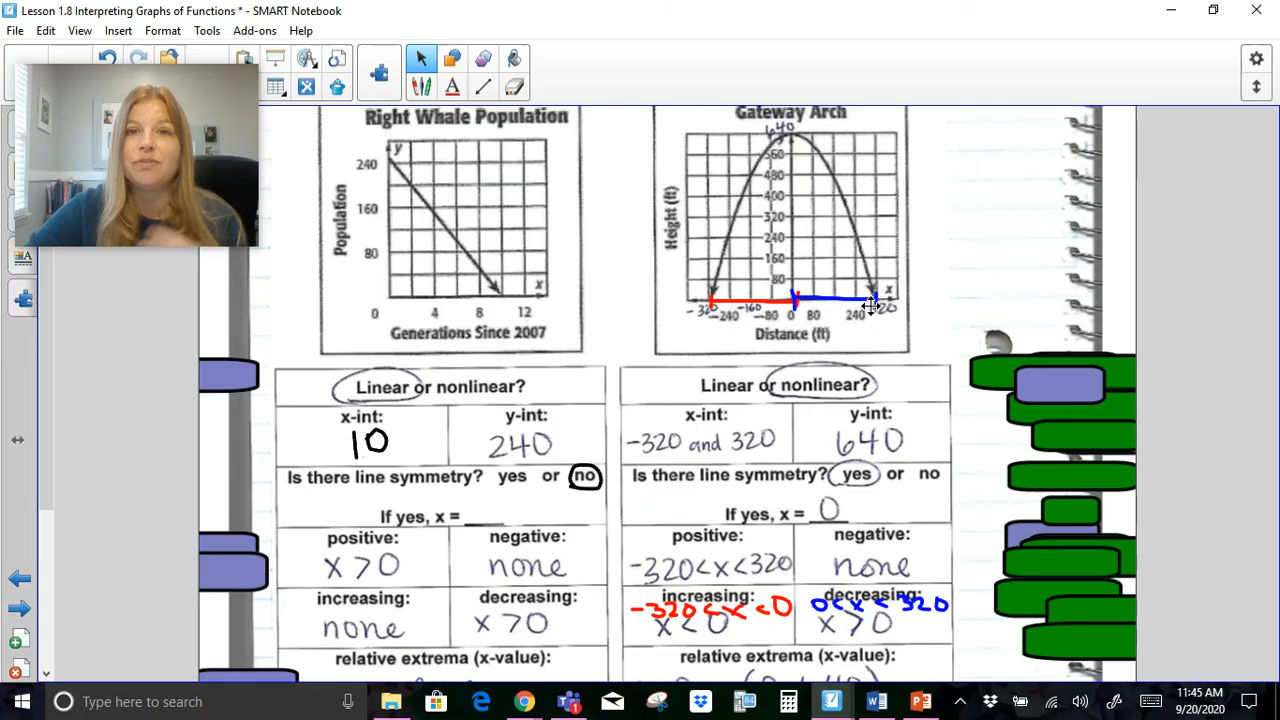 Lesson 1.8 Interpreting Graphs of Functions * - SMART Notebook
File Edit View Insert Format Tools Add-ons Help
Right Whale Population
y
240
160
80
0 4 8 12
x
Population
Generations Since 2007
Gateway Arch
640
y
560
480
400
320
240
160
80
x
-320 -240 -160 -80 0 80 240 320
Height (ft)
Distance (ft)
Linear or nonlinear?
x-int: y-int:
10 240
Is there line symmetry? yes or no
If yes, x = ___
positive: negative:
x > 0 none
increasing: decreasing:
none x > 0
relative extrema (x-value):
Linear or nonlinear?
x-int: y-int:
-320 and 320 640
Is there line symmetry? yes or no
If yes, x = 0
positive: negative:
-320 < x < 320 none
increasing: decreasing:
-320 < x < 0 0 < x < 320
x < 0 x > 0
relative extrema (x-value):
Type here to search
11:45 AM
9/20/2020